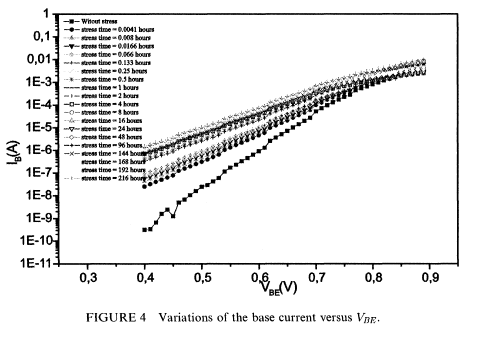 1
0,1
0,01
1E-3
1E-4
1E-5
1E-6
1E-7
1E-8
1E-9
1E-10
1E-11
I_B(A)
Witout stress
stress time = 0.0041 hours
stress time = 0.008 hours
stress time = 0.0166 hours
stress time = 0.066 hours
stress time = 0.133 hours
stress time = 0.25 hours
stress time = 0.5 hours
stress time = 1 hours
stress time = 2 hours
stress time = 4 hours
stress time = 8 hours
stress time = 16 hours
stress time = 24 hours
stress time = 48 hours
stress time = 96 hours
stress time = 144 hours
stress time = 168 hours
stress time = 192 hours
stress time = 216 hours
0,3 0,4 0,5 0,6 0,7 0,8 0,9
V_BE(V)
FIGURE 4 Variations of the base current versus V_BE.